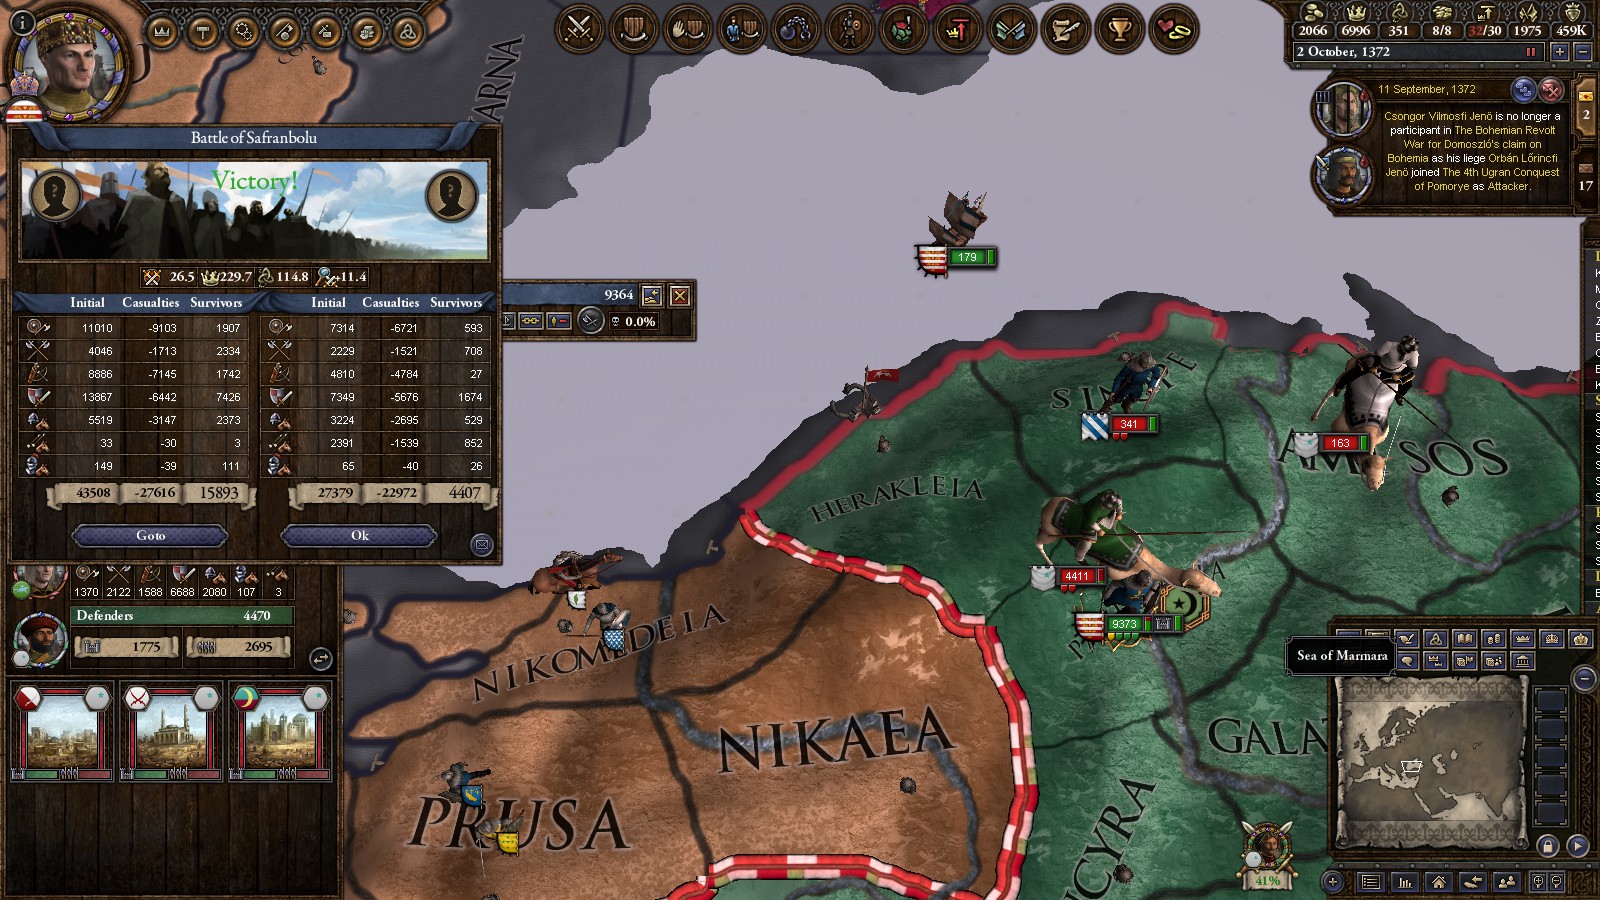 2066 6996 351 8/8 32/30 1975 459K
2 October, 1372
VARNA
11 September, 1372
Csongor Vilmosfi Jenö is no longer a
participant in The Bohemian Revolt
War for Domoszló's claim on
Bohemia as his liege Orbán Lőrincfi
Jenö joined The 4th Ugran Conquest
of Pomorye as Attacker.
2
17
Battle of Safranbolu
Victory!
26.5 229.7 114.8 +11.4
Initial Casualties Survivors Initial Casualties Survivors
11010 -9103 1907 7314 -6721 593
4046 -1713 2334 2229 -1521 708
8886 -7145 1742 4810 -4784 27
13867 -6442 7426 7349 -5676 1674
5519 -3147 2373 3224 -2695 529
33 -30 3 2391 -1539 852
149 -39 111 65 -40 26
43508 -27616 15893 27379 -22972 4407
Goto Ok
9364
0.0%
179
341
163
AMISOS
HERAKLEIA
4411
9373
1370 2122 1588 6688 2080 107 3
Defenders 4470
1775 2695
NIKOMEDEIA
NIKAEA
PRUSA
GALAT
Sea of Marmara
41%